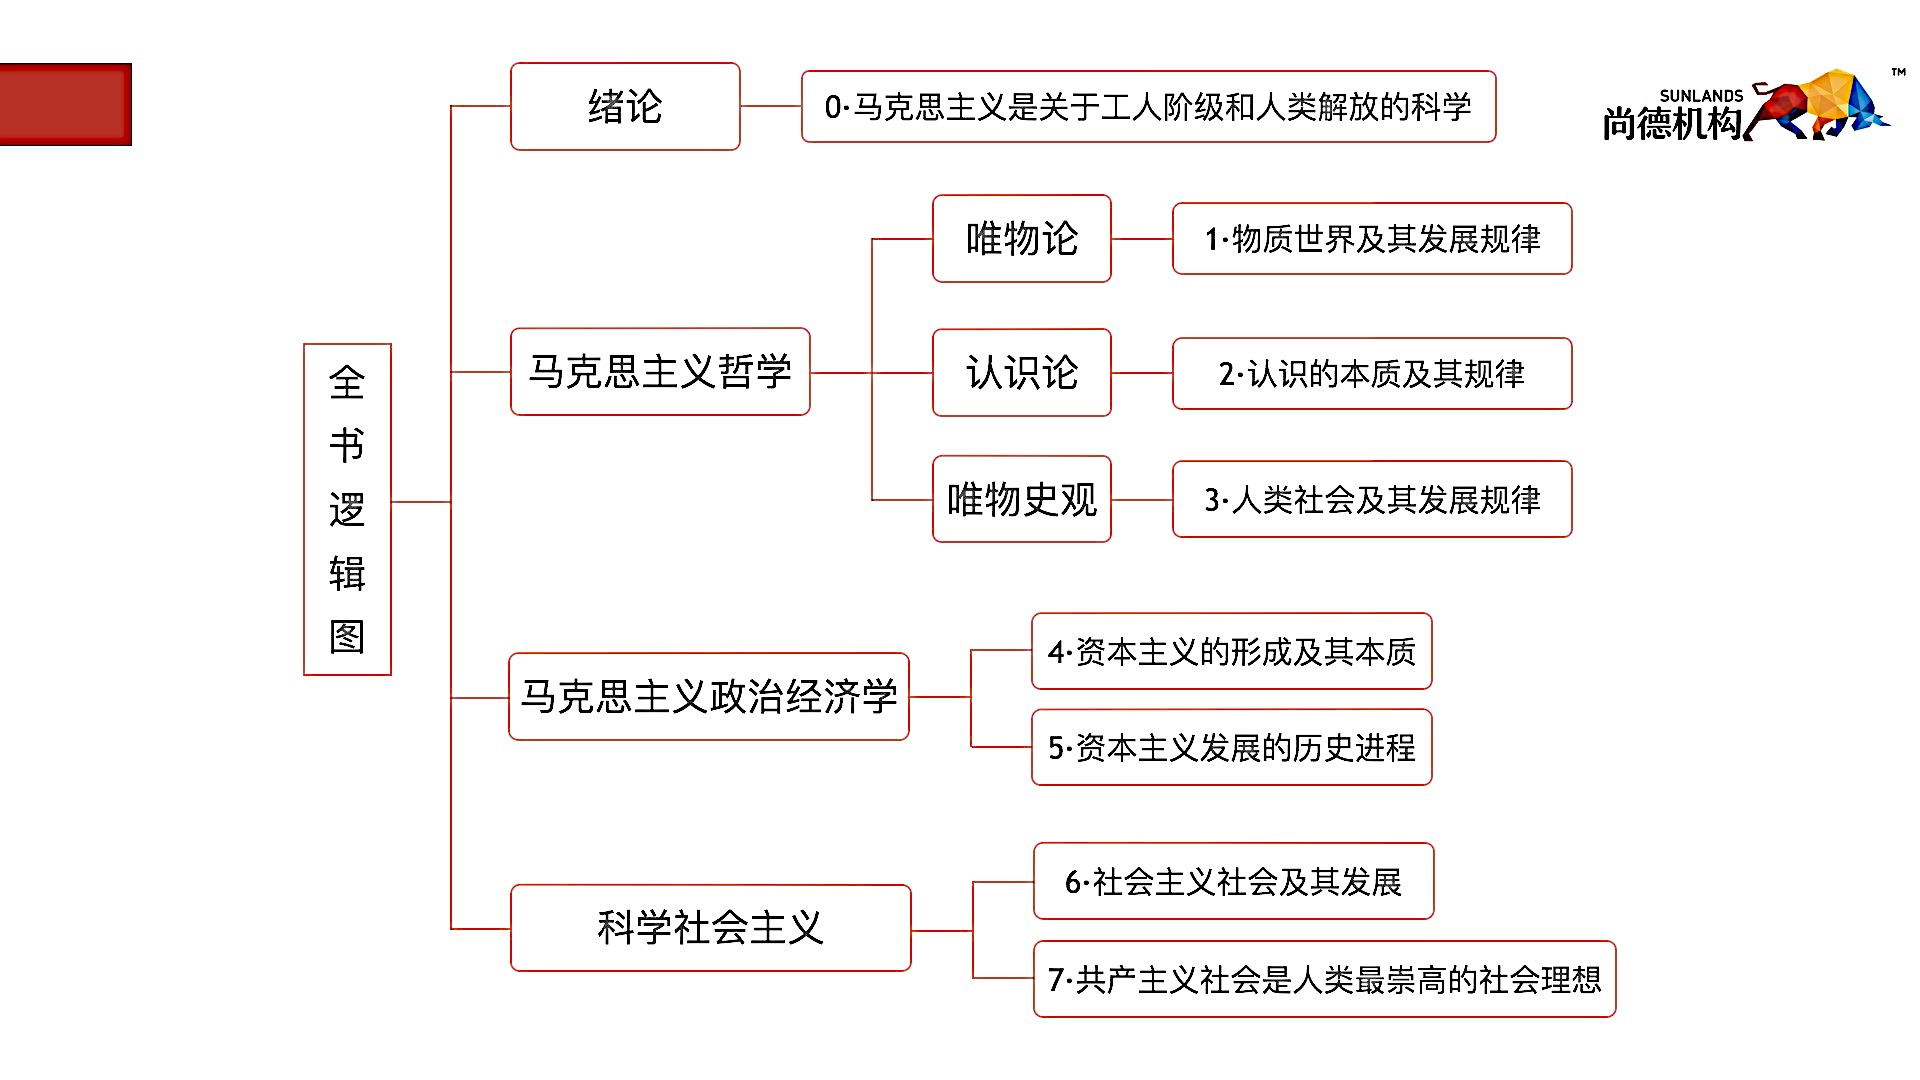 绪论
0·马克思主义是关于工人阶级和人类解放的科学
SUNLANDS
尚德机构
TM
唯物论
1·物质世界及其发展规律
全书逻辑图
马克思主义哲学
认识论
2·认识的本质及其规律
唯物史观
3·人类社会及其发展规律
马克思主义政治经济学
4·资本主义的形成及其本质
5·资本主义发展的历史进程
科学社会主义
6·社会主义社会及其发展
7·共产主义社会是人类最崇高的社会理想